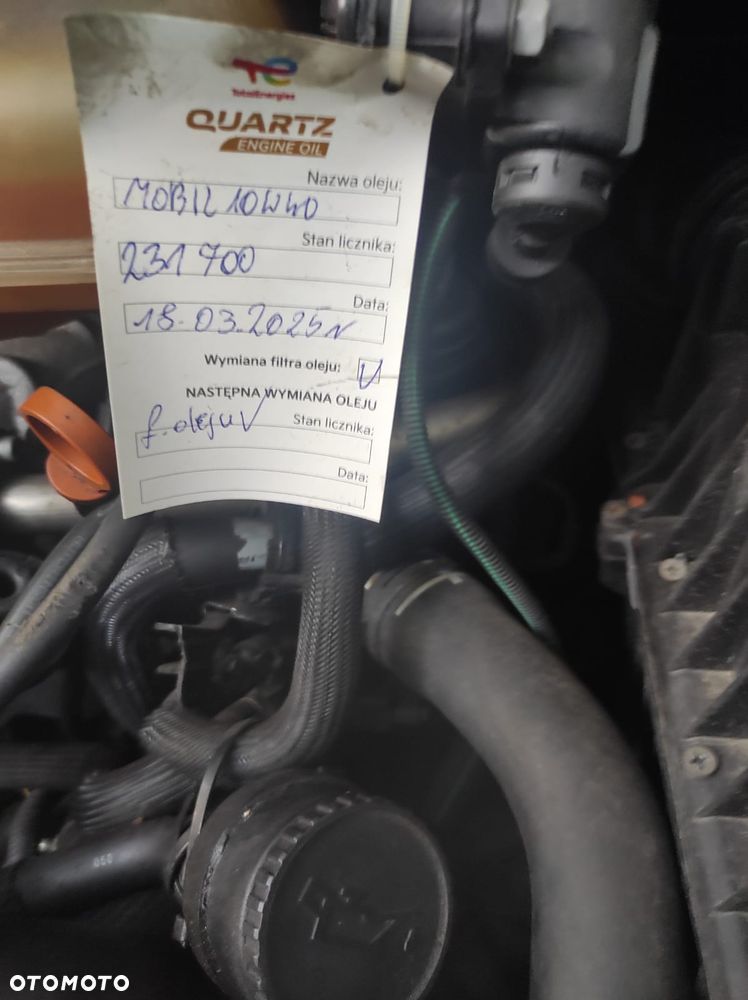 TotalEnergies
QUARTZ
ENGINE OIL
Nazwa oleju:
MOBIL 10W40
Stan licznika:
231 700
Data:
18.03.2025r
Wymiana filtra oleju: V
NASTĘPNA WYMIANA OLEJU
Stan licznika:
f. oleju V
Data:
OTOMOTO